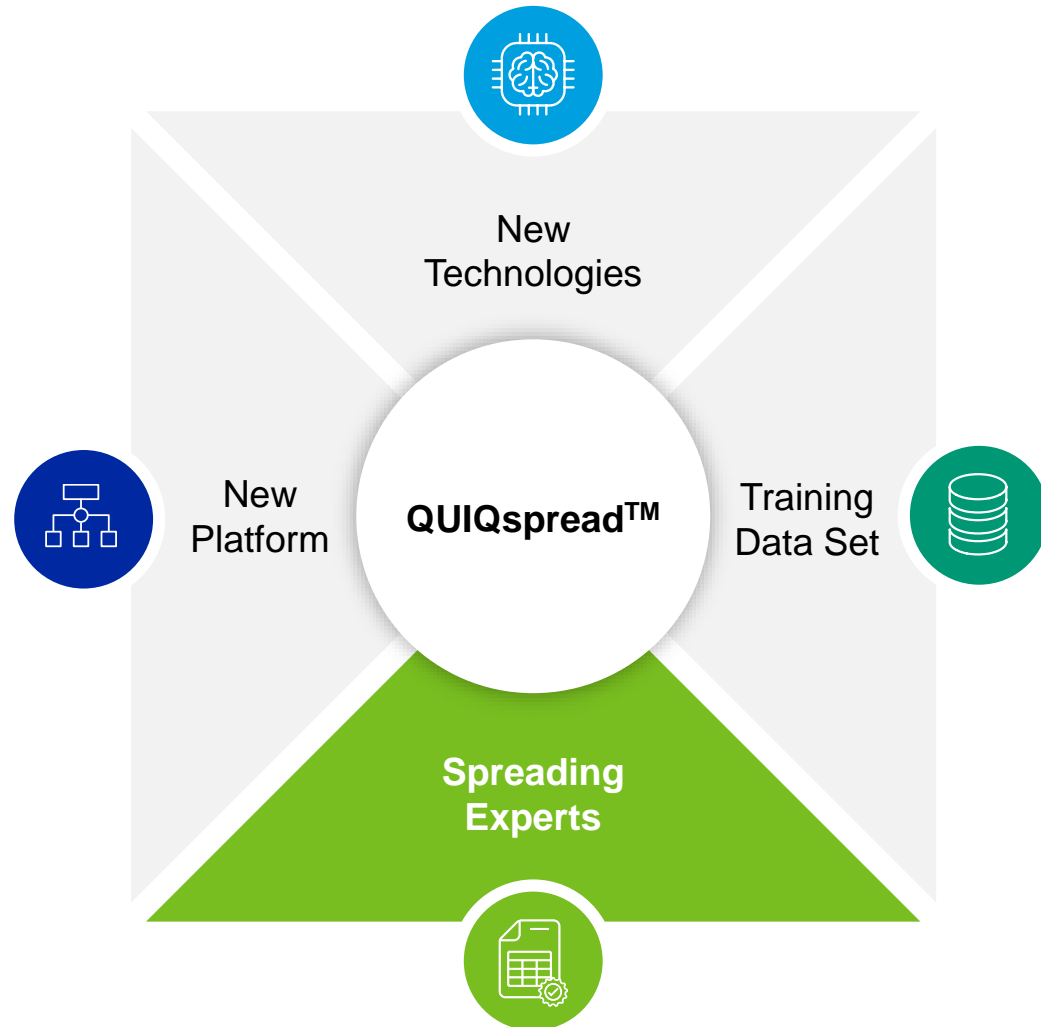 New
Technologies
New
Platform
QUIQspread™
Training
Data Set
Spreading
Experts